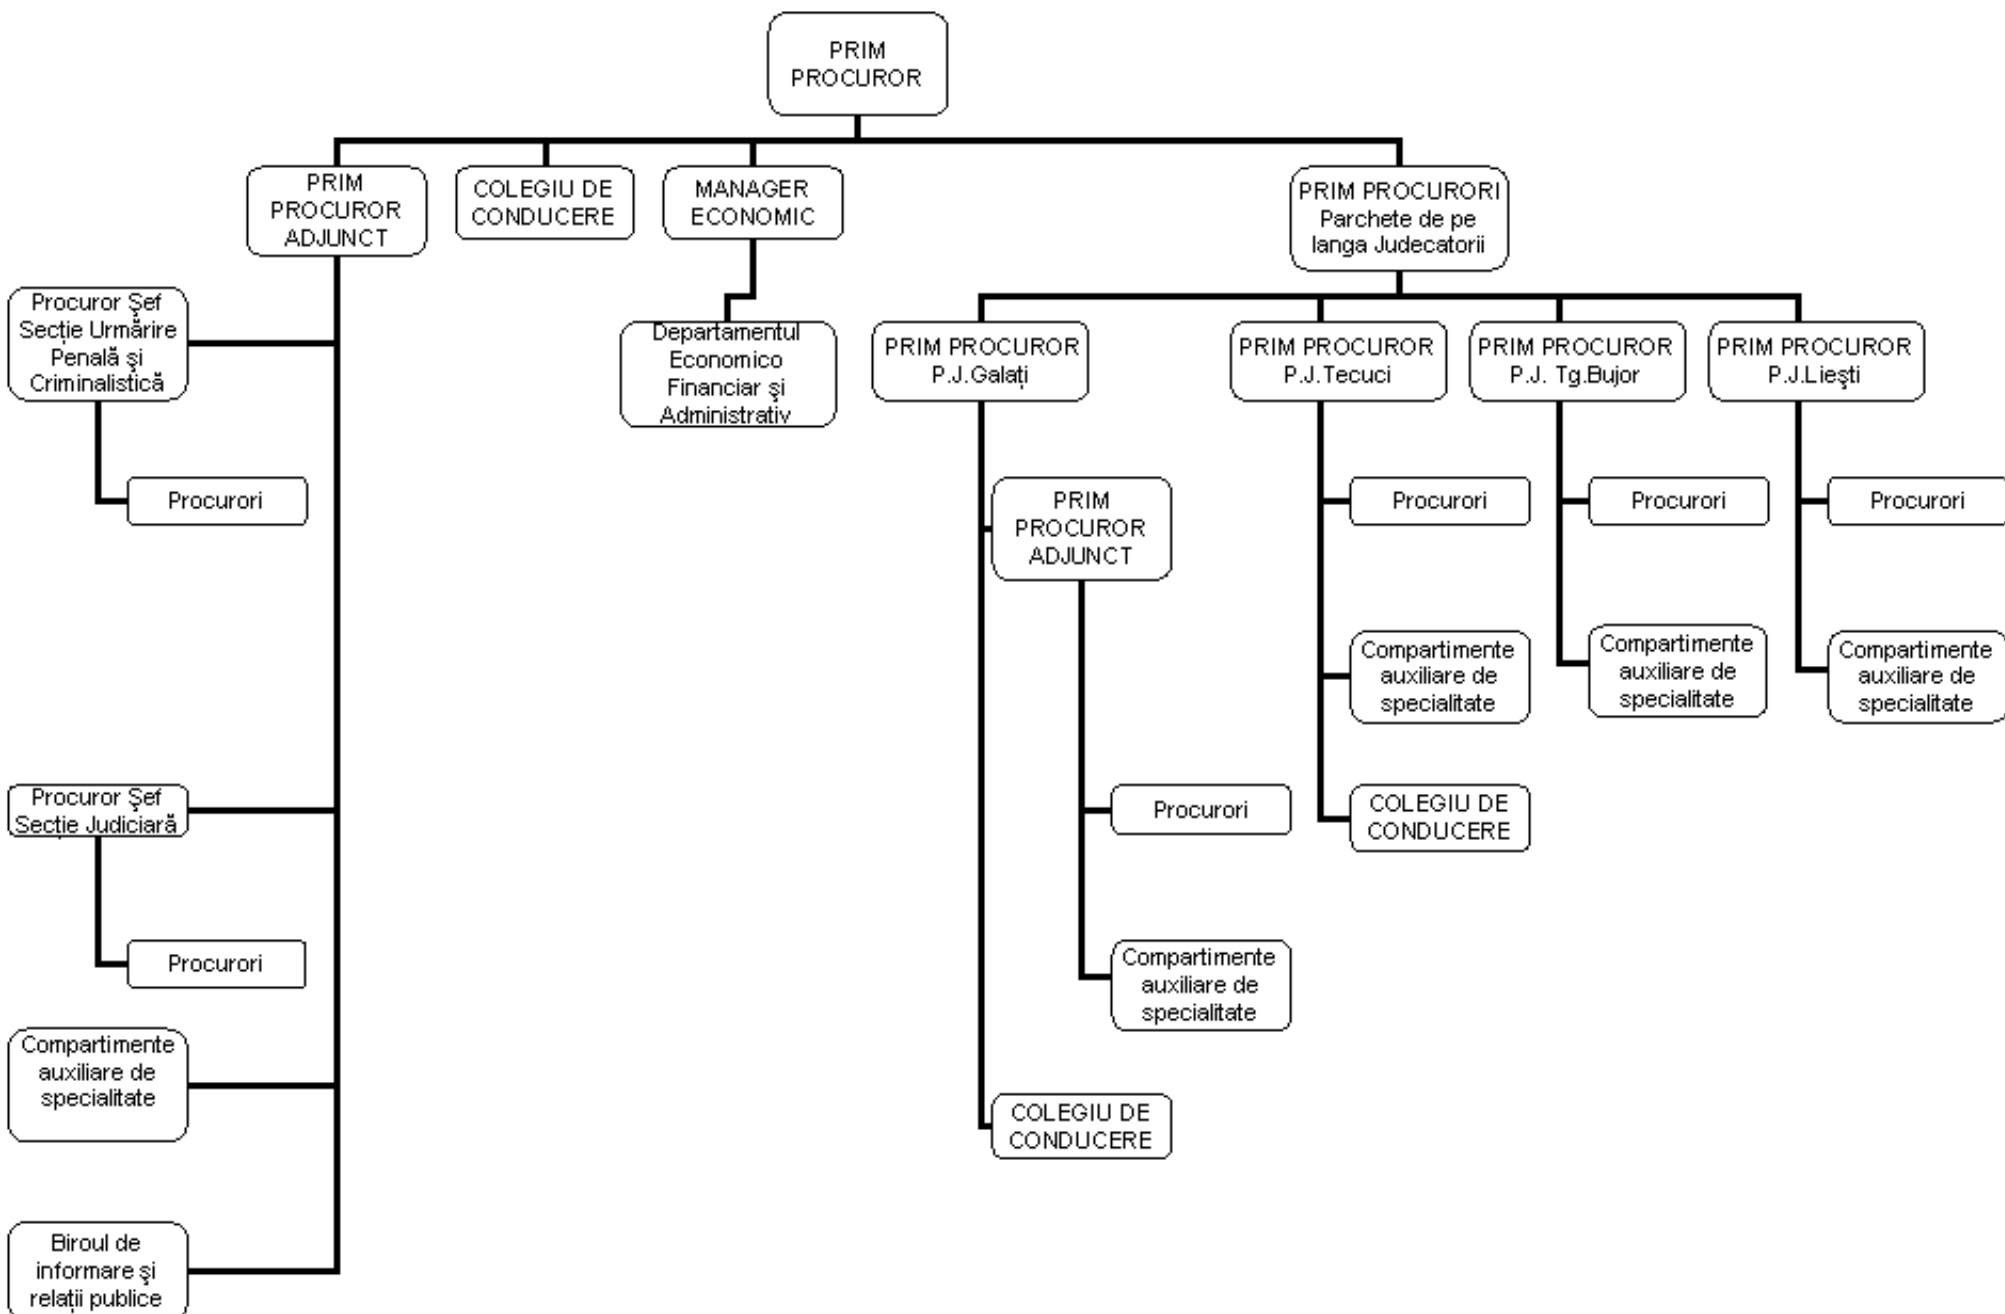 PRIM
PROCUROR
PRIM
PROCUROR
ADJUNCT
COLEGIU DE
CONDUCERE
MANAGER
ECONOMIC
PRIM PROCURORI
Parchete de pe
langa Judecatorii
Procuror Şef
Secţie Urmărire
Penală şi
Criminalistică
Departamentul
Economico
Financiar şi
Administrativ
PRIM PROCUROR
P.J.Galaţi
PRIM PROCUROR
P.J.Tecuci
PRIM PROCUROR
P.J. Tg.Bujor
PRIM PROCUROR
P.J.Lieşti
Procurori
PRIM
PROCUROR
ADJUNCT
Procurori
Procurori
Procurori
Compartimente
auxiliare de
specialitate
Compartimente
auxiliare de
specialitate
Compartimente
auxiliare de
specialitate
Procuror Şef
Secţie Judiciară
Procurori
COLEGIU DE
CONDUCERE
Procurori
Compartimente
auxiliare de
specialitate
Compartimente
auxiliare de
specialitate
COLEGIU DE
CONDUCERE
Biroul de
informare şi
relaţii publice